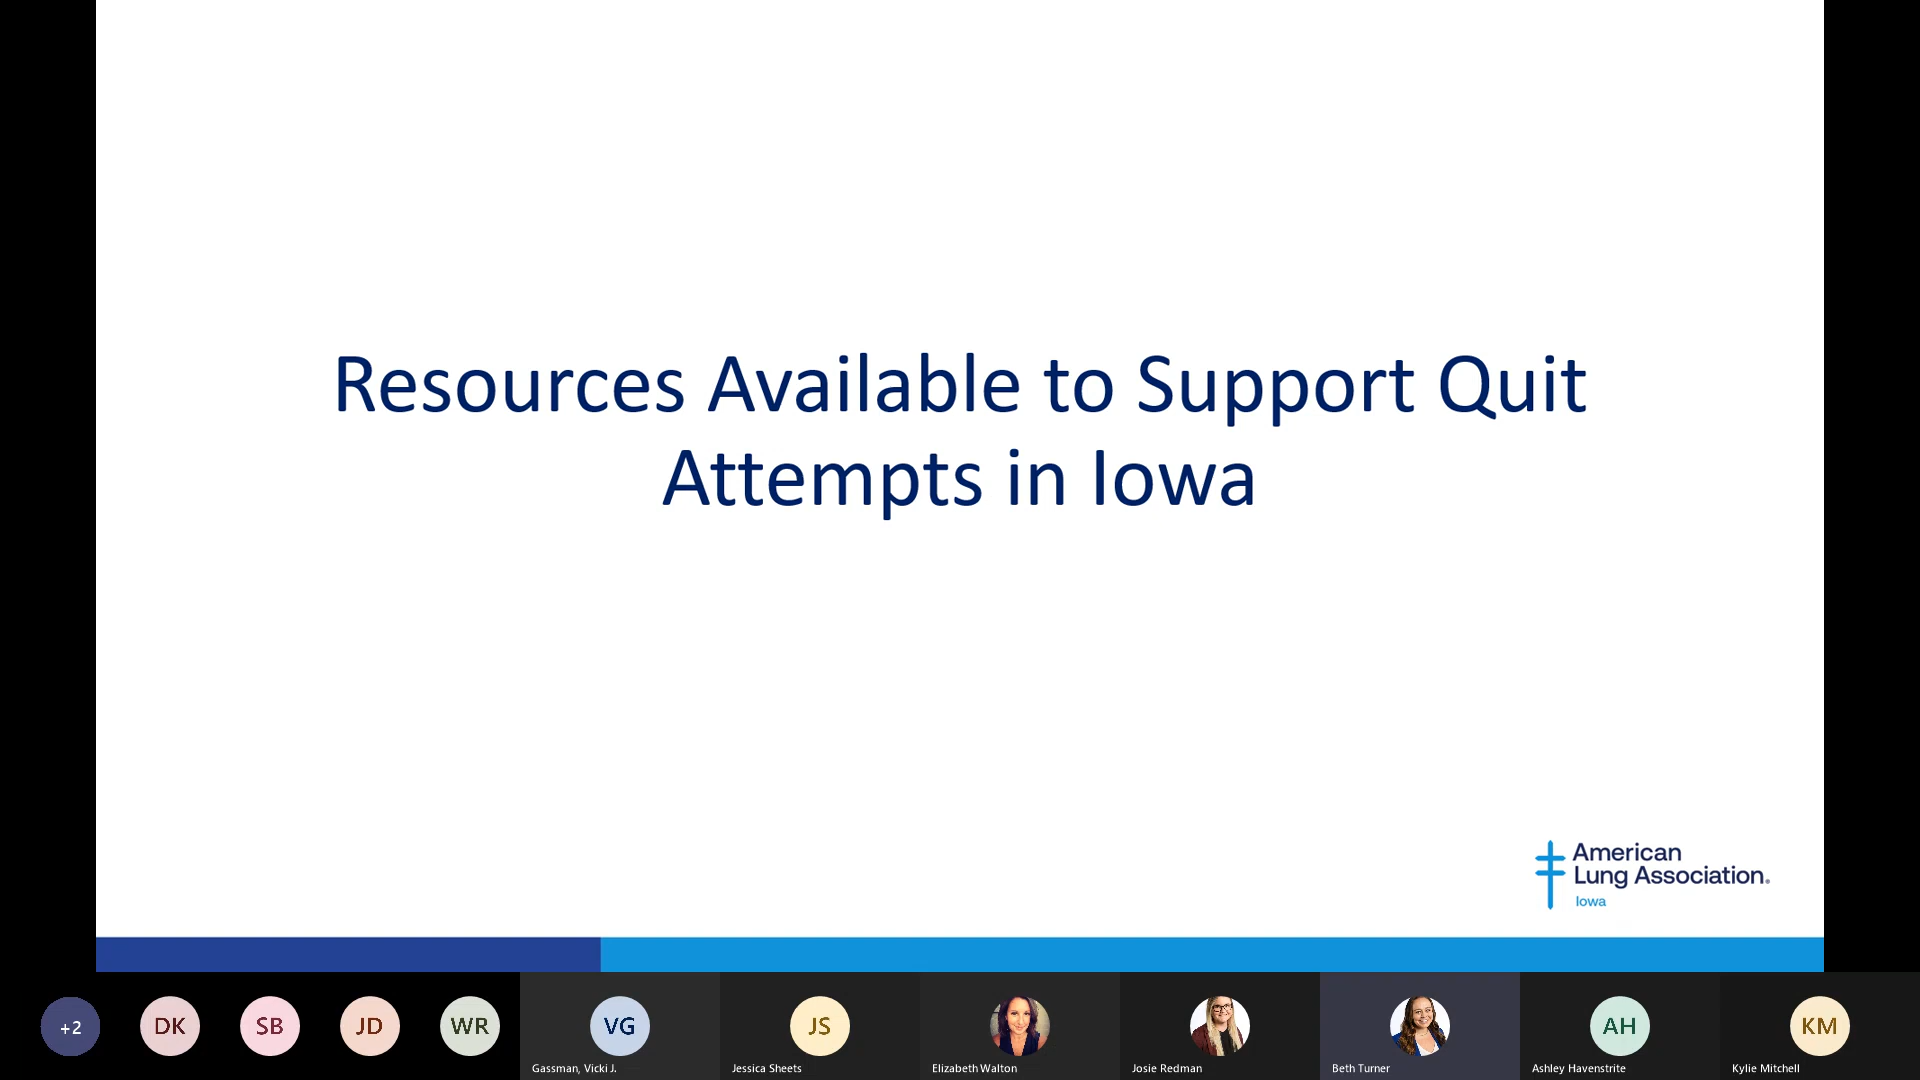 Resources Available to Support Quit
Attempts in Iowa
American
Lung Association.
Iowa
+2
DK
SB
JD
WR
VG
JS
AH
KM
Gassman, Vicki J.
Jessica Sheets
Elizabeth Walton
Josie Redman
Beth Turner
Ashley Havenstrite
Kylie Mitchell